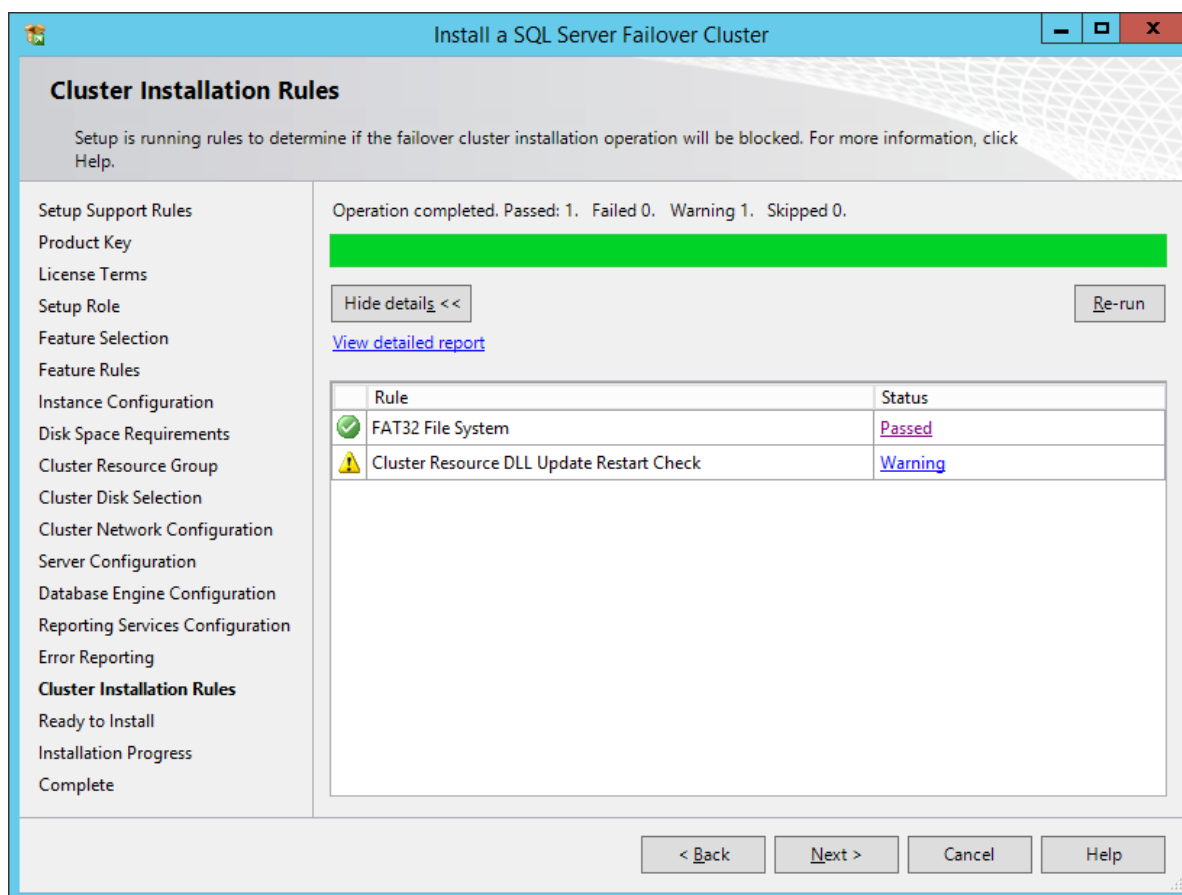 Install a SQL Server Failover Cluster
Cluster Installation Rules
Setup is running rules to determine if the failover cluster installation operation will be blocked. For more information, click
Help.
Setup Support Rules
Product Key
License Terms
Setup Role
Feature Selection
Feature Rules
Instance Configuration
Disk Space Requirements
Cluster Resource Group
Cluster Disk Selection
Cluster Network Configuration
Server Configuration
Database Engine Configuration
Reporting Services Configuration
Error Reporting
Cluster Installation Rules
Ready to Install
Installation Progress
Complete
Operation completed. Passed: 1. Failed 0. Warning 1. Skipped 0.
Hide details <<
Re-run
View detailed report
Rule Status
FAT32 File System Passed
Cluster Resource DLL Update Restart Check Warning
< Back Next > Cancel Help